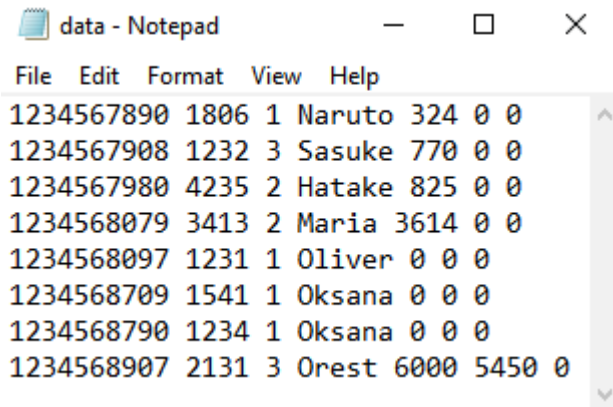 data - Notepad
File Edit Format View Help
1234567890 1806 1 Naruto 324 0 0
1234567908 1232 3 Sasuke 770 0 0
1234567980 4235 2 Hatake 825 0 0
1234568079 3413 2 Maria 3614 0 0
1234568097 1231 1 Oliver 0 0 0
1234568709 1541 1 Oksana 0 0 0
1234568790 1234 1 Oksana 0 0 0
1234568907 2131 3 Orest 6000 5450 0